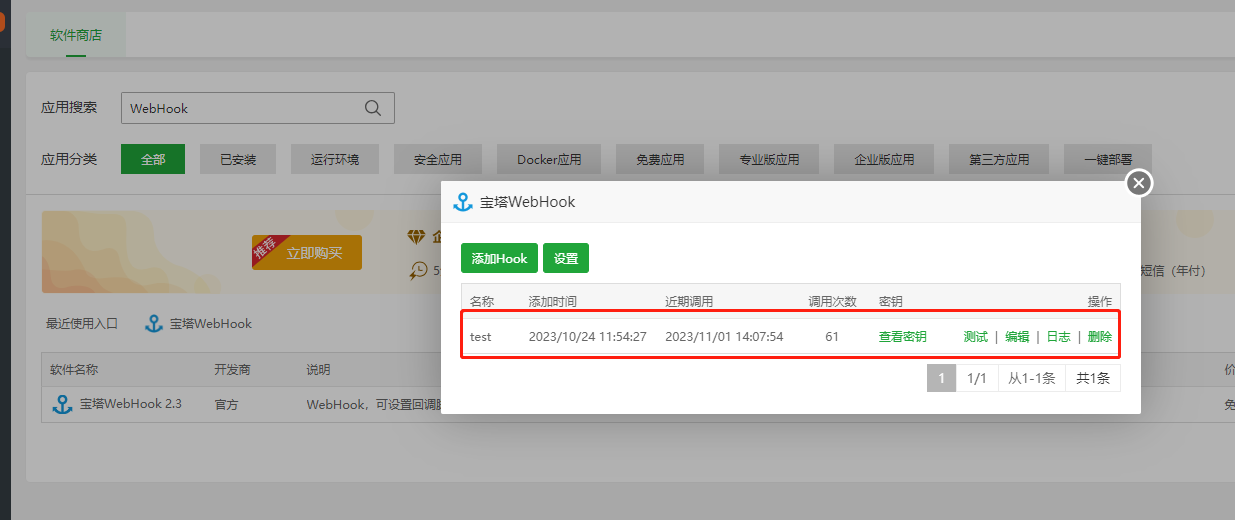 软件商店
应用搜索 WebHook
应用分类 全部 已安装 运行环境 安全应用 Docker应用 免费应用 专业版应用 企业版应用 第三方应用 一键部署
宝塔WebHook
推荐 立即购买
短信（年付）
添加Hook 设置
名称 添加时间 近期调用 调用次数 密钥 操作
test 2023/10/24 11:54:27 2023/11/01 14:07:54 61 查看密钥 测试 | 编辑 | 日志 | 删除
1 1/1 从1-1条 共1条
最近使用入口 宝塔WebHook
软件名称 开发商 说明
宝塔WebHook 2.3 官方 WebHook，可设置回调